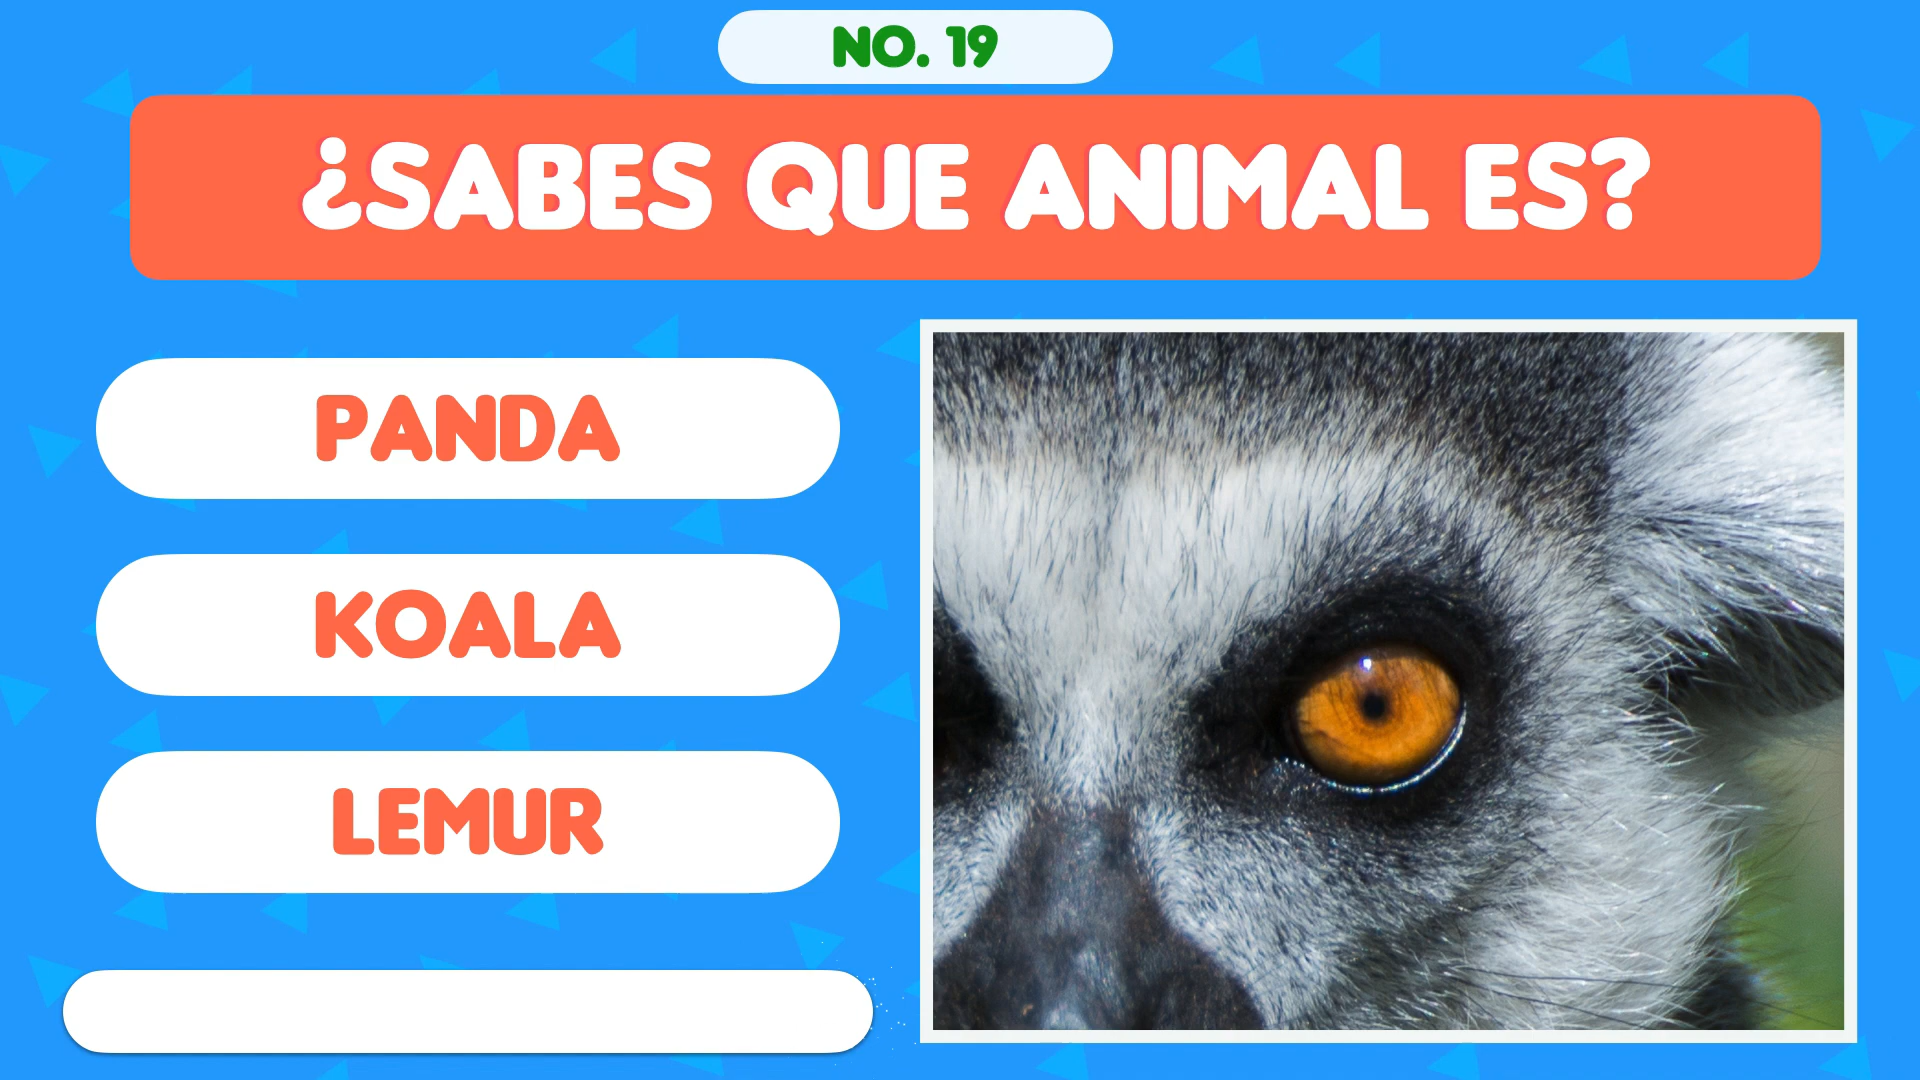 NO. 19
¿SABES QUE ANIMAL ES?
PANDA
KOALA
LEMUR